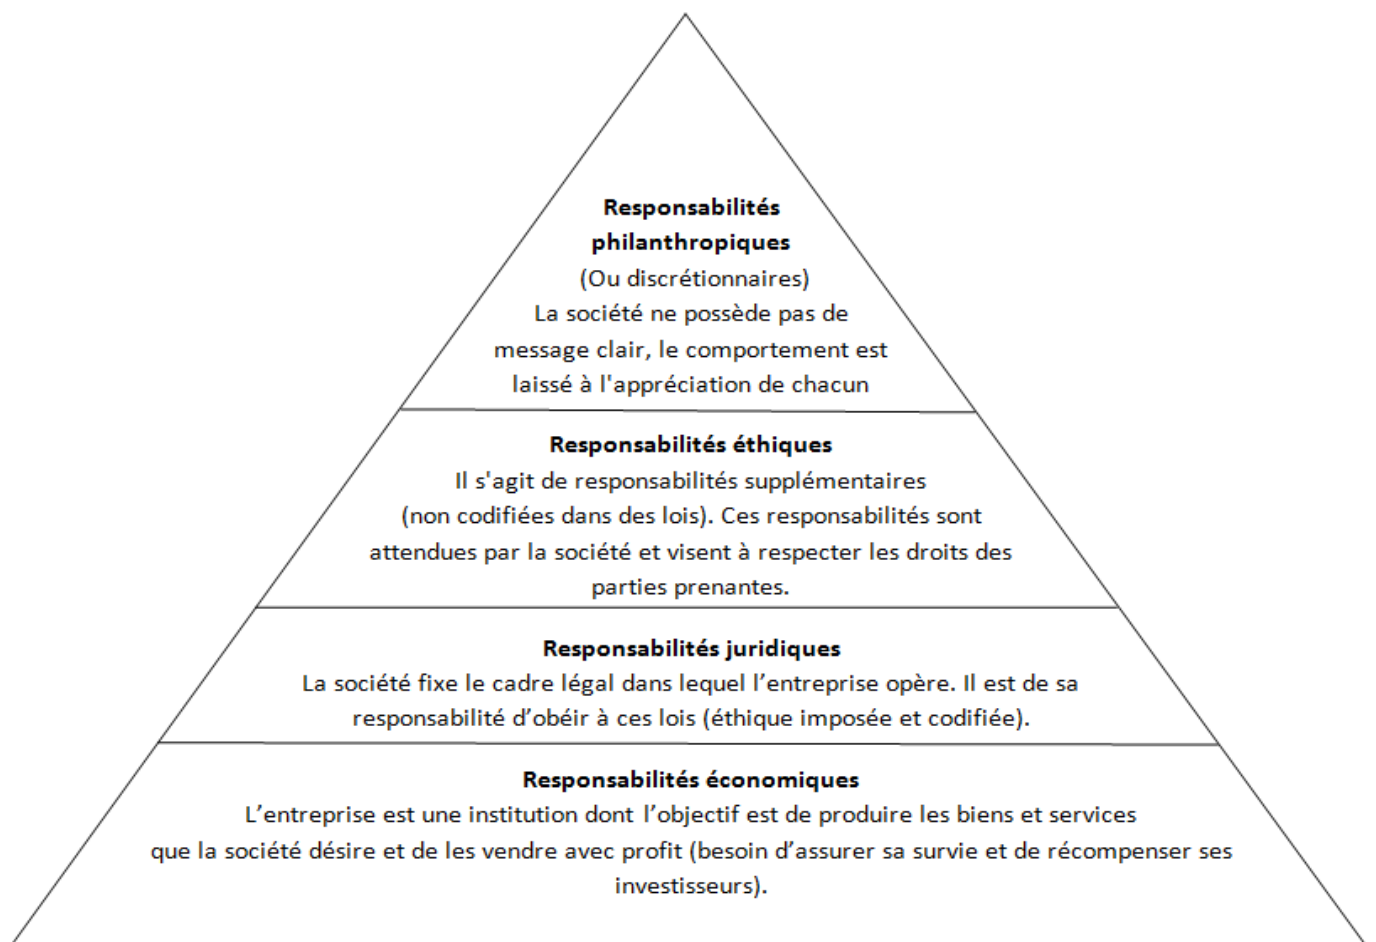 Responsabilités
philanthropiques
(Ou discrétionnaires)
La société ne possède pas de
message clair, le comportement est
laissé à l'appréciation de chacun
Responsabilités éthiques
Il s'agit de responsabilités supplémentaires
(non codifiées dans des lois). Ces responsabilités sont
attendues par la société et visent à respecter les droits des
parties prenantes.
Responsabilités juridiques
La société fixe le cadre légal dans lequel l’entreprise opère. Il est de sa
responsabilité d’obéir à ces lois (éthique imposée et codifiée).
Responsabilités économiques
L’entreprise est une institution dont l’objectif est de produire les biens et services
que la société désire et de les vendre avec profit (besoin d’assurer sa survie et de récompenser ses
investisseurs).